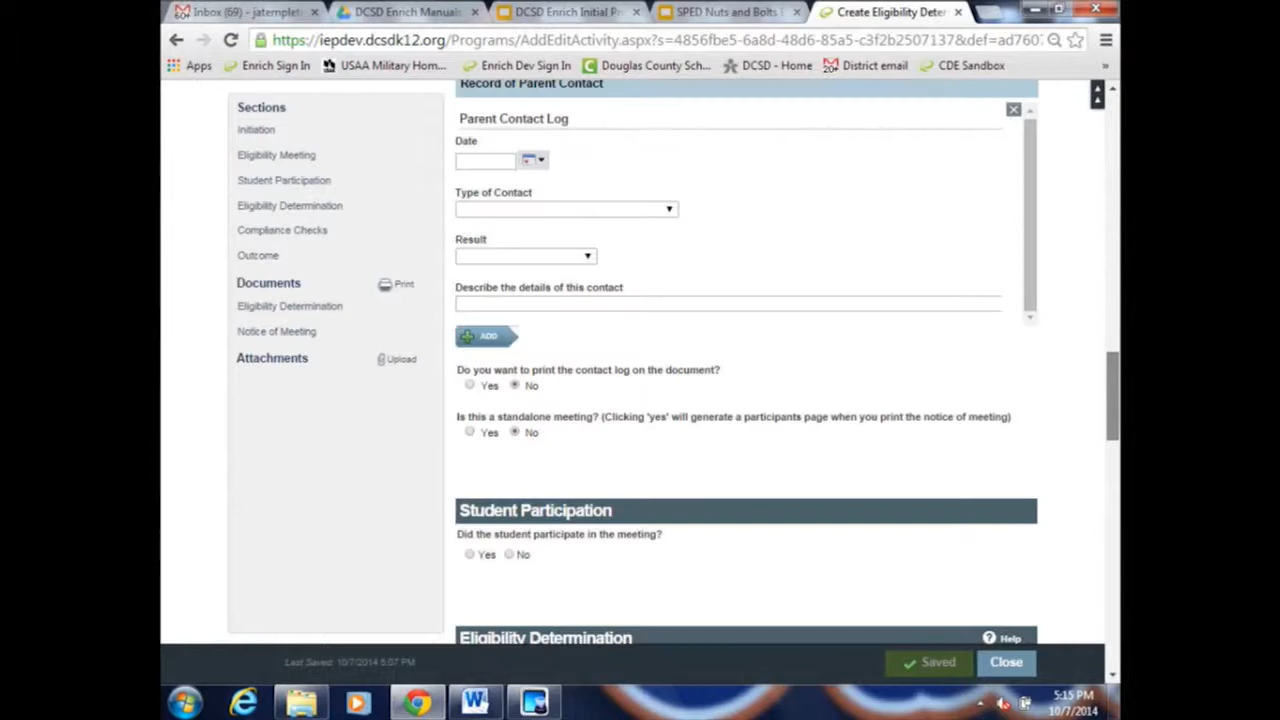 Inbox (69) - jatemplet
DCSD Enrich Manuals
DCSD Enrich Initial Pr
SPED Nuts and Bolts
Create Eligibility Deter
https://iepdev.dcsdk12.org/Programs/AddEditActivity.aspx?s=4856fbe5-6a8d-48d6-85a5-c3f2b2507137&def=ad760
Apps
Enrich Sign In
USAA Military Hom...
Enrich Dev Sign In
Douglas County Sch...
DCSD - Home
District email
CDE Sandbox
»
Sections
Initiation
Eligibility Meeting
Student Participation
Eligibility Determination
Compliance Checks
Outcome
Documents Print
Eligibility Determination
Notice of Meeting
Attachments Upload
Record of Parent Contact
Parent Contact Log
Date
Type of Contact
Result
Describe the details of this contact
ADD
Do you want to print the contact log on the document?
Yes No
Is this a standalone meeting? (Clicking 'yes' will generate a participants page when you print the notice of meeting)
Yes No
Student Participation
Did the student participate in the meeting?
Yes No
Eligibility Determination
? Help
Last Saved: 10/7/2014 5:07 PM
Saved
Close
5:15 PM
10/7/2014